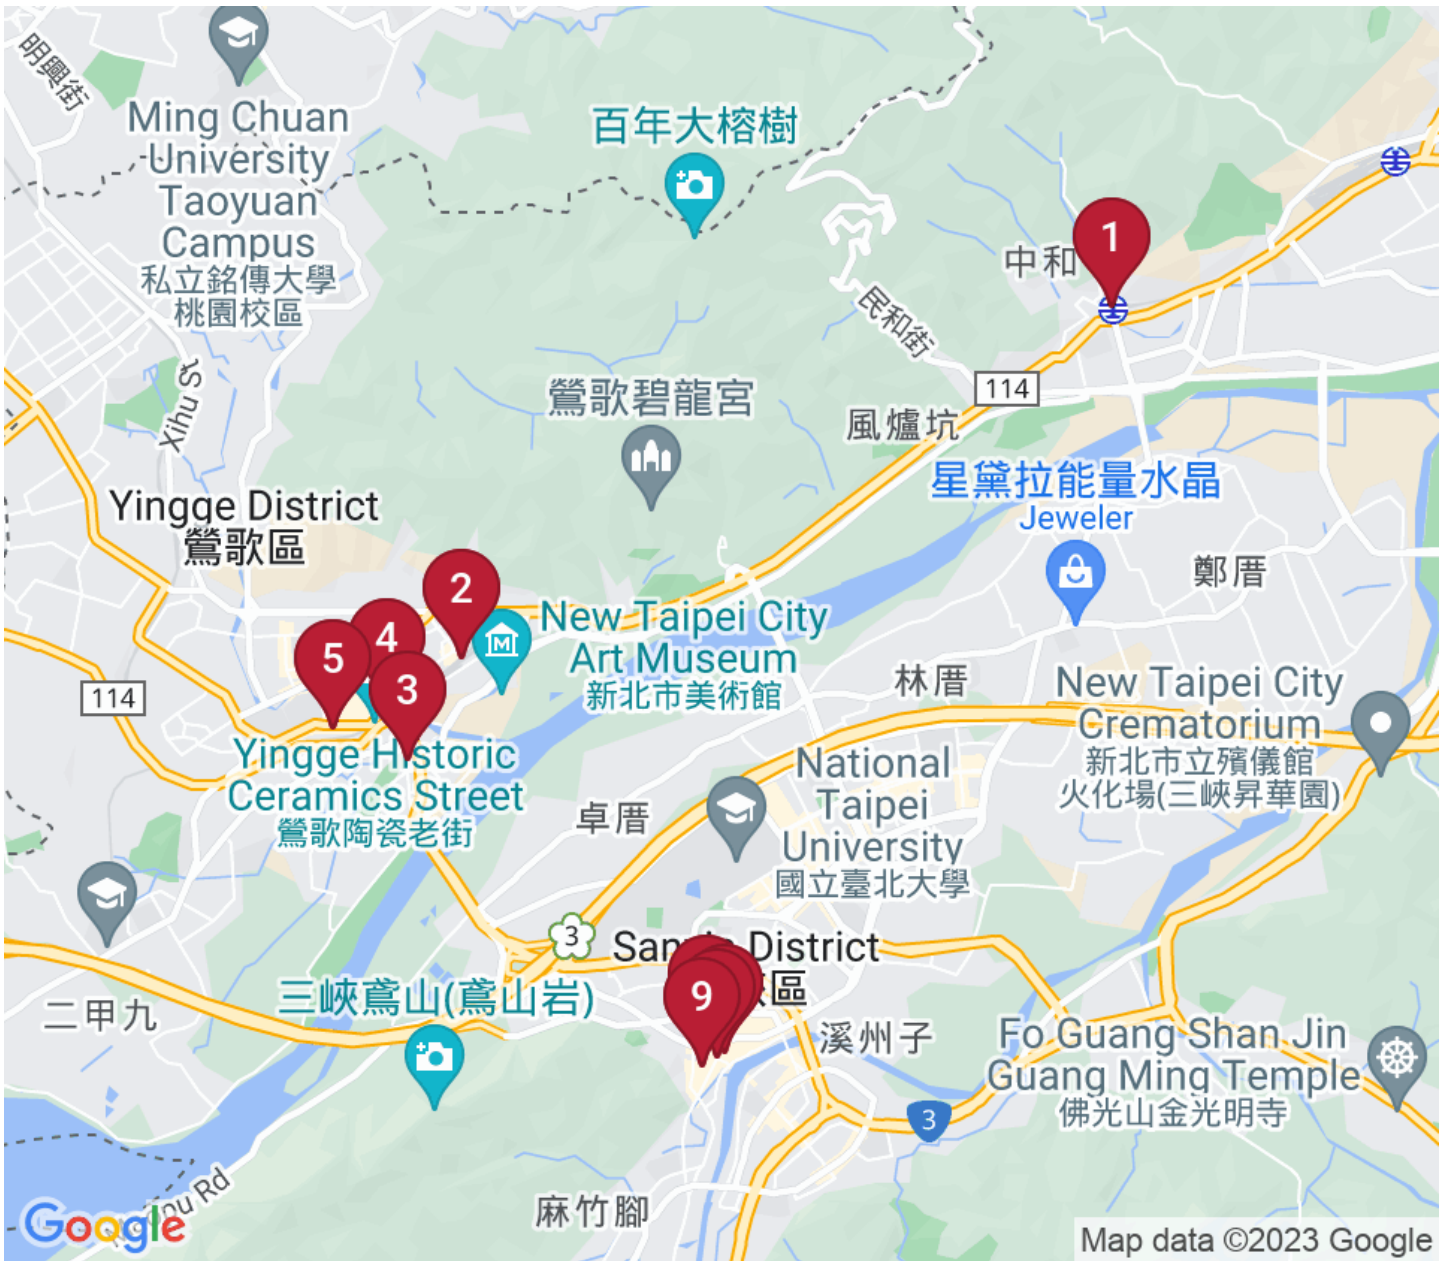 明興街
Ming Chuan
University
Taoyuan
Campus
私立銘傳大學
桃園校區
百年大榕樹
1
中和
民和街
114
風爐坑
Xihu St
鶯歌碧龍宮
星黛拉能量水晶
Jeweler
Yingge District
鶯歌區
鄭厝
2
4
5
3
New Taipei City
Art Museum
新北市美術館
林厝
114
New Taipei City
Crematorium
新北市立殯儀館
火化場(三峽昇華園)
Yingge Historic
Ceramics Street
鶯歌陶瓷老街
卓厝
National
Taipei
University
國立臺北大學
3
District
區
9
三峽鳶山(鳶山岩)
二甲九
溪州子
Fo Guang Shan Jin
Guang Ming Temple
佛光山金光明寺
3
麻竹腳
Rd
Google
Map data ©2023 Google